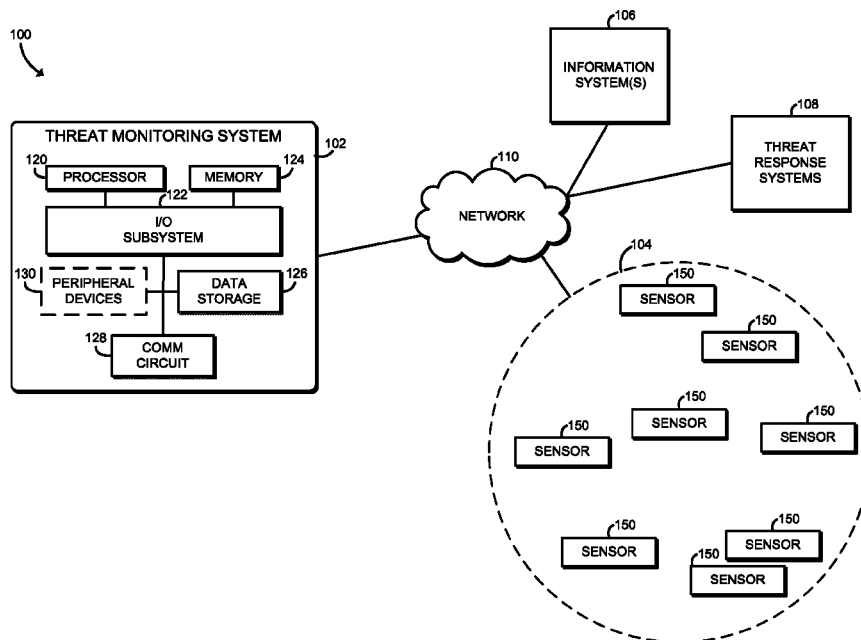 100
THREAT MONITORING SYSTEM
102
120
PROCESSOR
MEMORY
124
122
I/O
SUBSYSTEM
130
PERIPHERAL
DEVICES
DATA
STORAGE
126
128
COMM
CIRCUIT
110
NETWORK
106
INFORMATION
SYSTEM(S)
108
THREAT
RESPONSE
SYSTEMS
104
150
SENSOR
150
SENSOR
150
SENSOR
150
SENSOR
150
SENSOR
150
SENSOR
150
SENSOR
150
SENSOR